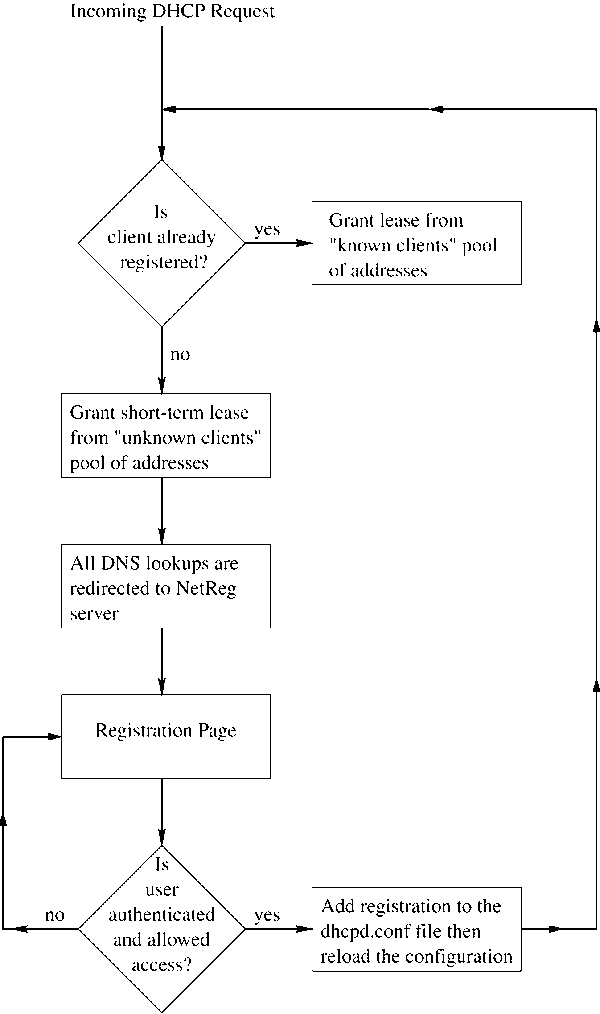 Incoming DHCP Request
Is
client already
registered?
yes
Grant lease from
"known clients" pool
of addresses
no
Grant short-term lease
from "unknown clients"
pool of addresses
All DNS lookups are
redirected to NetReg
server
Registration Page
Is
user
authenticated
and allowed
access?
no
yes
Add registration to the
dhcpd.conf file then
reload the configuration